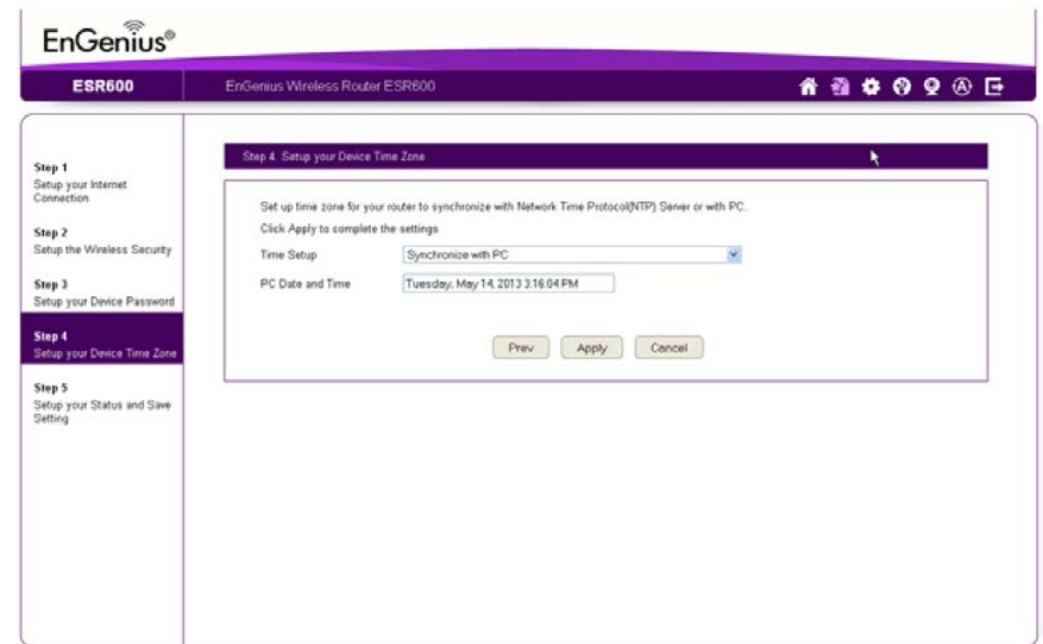 EnGenius®
ESR600
EnGenius Wireless Router ESR600
Step 1
Setup your Internet
Connection
Step 2
Setup the Wireless Security
Step 3
Setup your Device Password
Step 4
Setup your Device Time Zone
Step 5
Setup your Status and Save
Setting
Step 4. Setup your Device Time Zone
Set up time zone for your router to synchronize with Network Time Protocol(NTP) Server or with PC.
Click Apply to complete the settings
Time Setup Synchronize with PC
PC Date and Time Tuesday, May 14, 2013 3:16:04 PM
Prev Apply Cancel